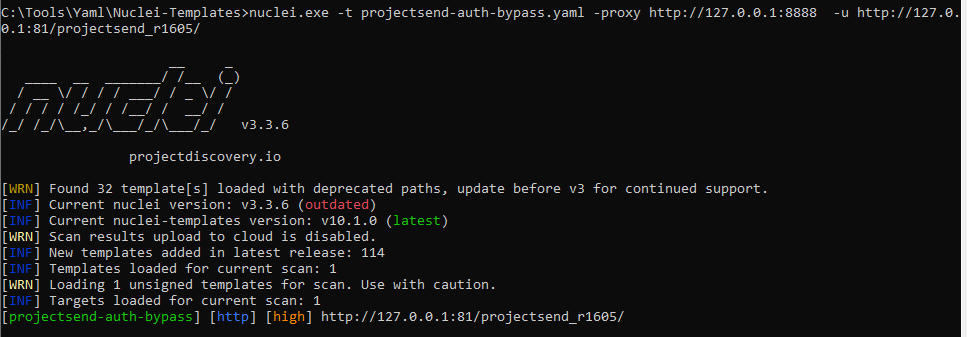 C:\Tools\Yaml\Nuclei-Templates>nuclei.exe -t projectsend-auth-bypass.yaml -proxy http://127.0.0.1:8888  -u http://127.0.
0.1:81/projectsend_r1605/
nuclei
v3.3.6
projectdiscovery.io
[WRN] Found 32 template[s] loaded with deprecated paths, update before v3 for continued support.
[INF] Current nuclei version: v3.3.6 (outdated)
[INF] Current nuclei-templates version: v10.1.0 (latest)
[WRN] Scan results upload to cloud is disabled.
[INF] New templates added in latest release: 114
[INF] Templates loaded for current scan: 1
[WRN] Loading 1 unsigned templates for scan. Use with caution.
[INF] Targets loaded for current scan: 1
[projectsend-auth-bypass] [http] [high] http://127.0.0.1:81/projectsend_r1605/